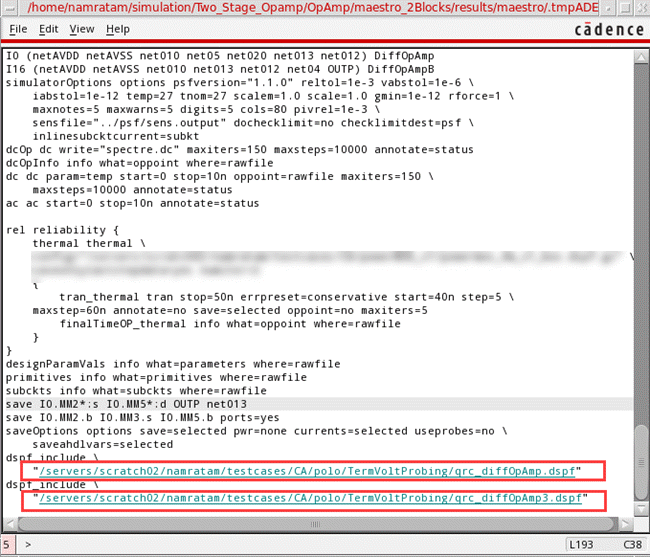 /home/namratam/simulation/Two_Stage_Opamp/OpAmp/maestro_2Blocks/results/maestro/.tmpADE
File Edit View cādence
I0 (netAVDD netAVSS net010 net05 net020 net013 net012) DiffOpAmp
I16 (netAVDD netAVSS net010 net013 net012 net04 OUTP) DiffOpAmpB
simulatorOptions options psfversion="1.1.0" reltol=1e-3 vabstol=1e-6 \
iabstol=1e-12 temp=27 tnom=27 scalem=1.0 scale=1.0 gmin=1e-12 rforce=1 \
maxnotes=5 maxwarns=5 digits=5 cols=80 pivrel=1e-3 \
sensfile="../psf/sens.output" dochecklimit=no checklimitdest=psf \
inlinesubcktcurrent=subkt
dcOp dc write="spectre.dc" maxiters=150 maxsteps=10000 annotate=status
dcOpInfo info what=oppoint where=rawfile
dc dc param=temp start=0 stop=10n oppoint=rawfile maxiters=150 \
maxsteps=10000 annotate=status
ac ac start=0 stop=10n annotate=status
rel reliability {
thermal thermal \
\
{
tran_thermal tran stop=50n errpreset=conservative start=40n step=5 \
maxstep=60n annotate=no save=selected oppoint=no maxiters=5
finalTimeOP_thermal info what=oppoint where=rawfile
}
}
designParamVals info what=parameters where=rawfile
primitives info what=primitives where=rawfile
subckts info what=subckts where=rawfile
save I0.MM2*:s I0.MM5*:d OUTP net013
save I0.MM2.b I0.MM3.s I0.MM5.b ports=yes
saveOptions options save=selected pwr=none currents=selected useprobes=no \
saveahdlvars=selected
dspf_include \
"/servers/scratch02/namratam/testcases/CA/polo/TermVoltProbing/qrc_diffOpAmp.dspf"
dspf_include \
"/servers/scratch02/namratam/testcases/CA/polo/TermVoltProbing/qrc_diffOpAmp3.dspf"
5 > L193 C38